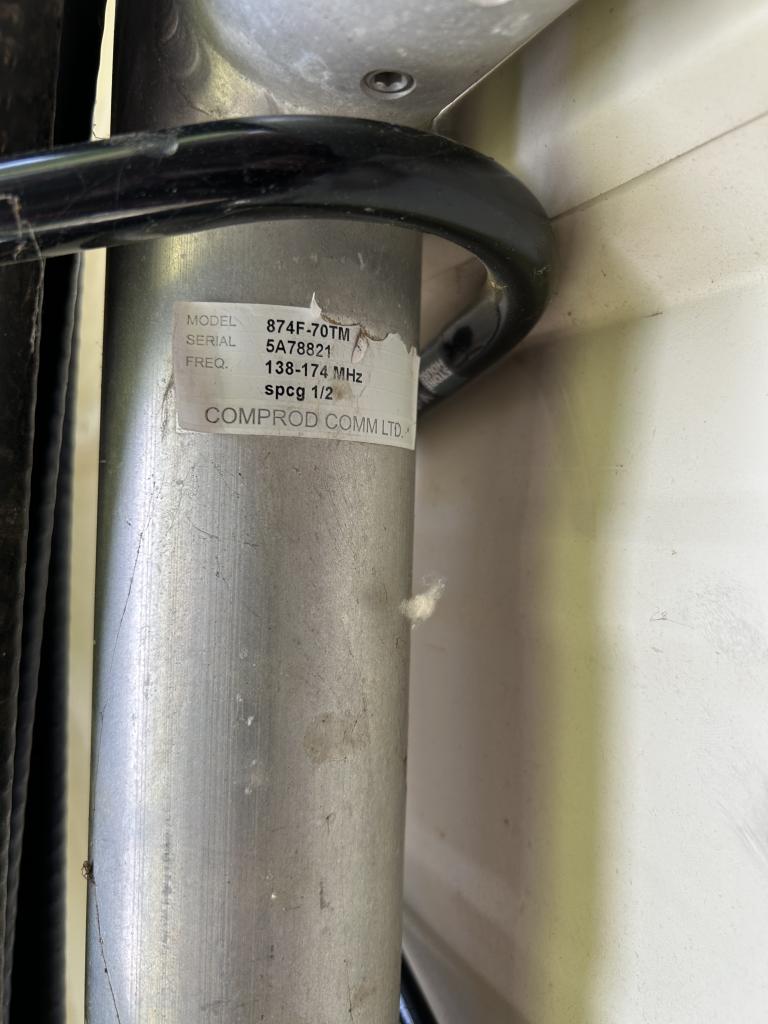 MODEL 874F-70TM
SERIAL 5A78821
FREQ. 138-174 MHz
spcg 1/2
COMPROD COMM LTD.